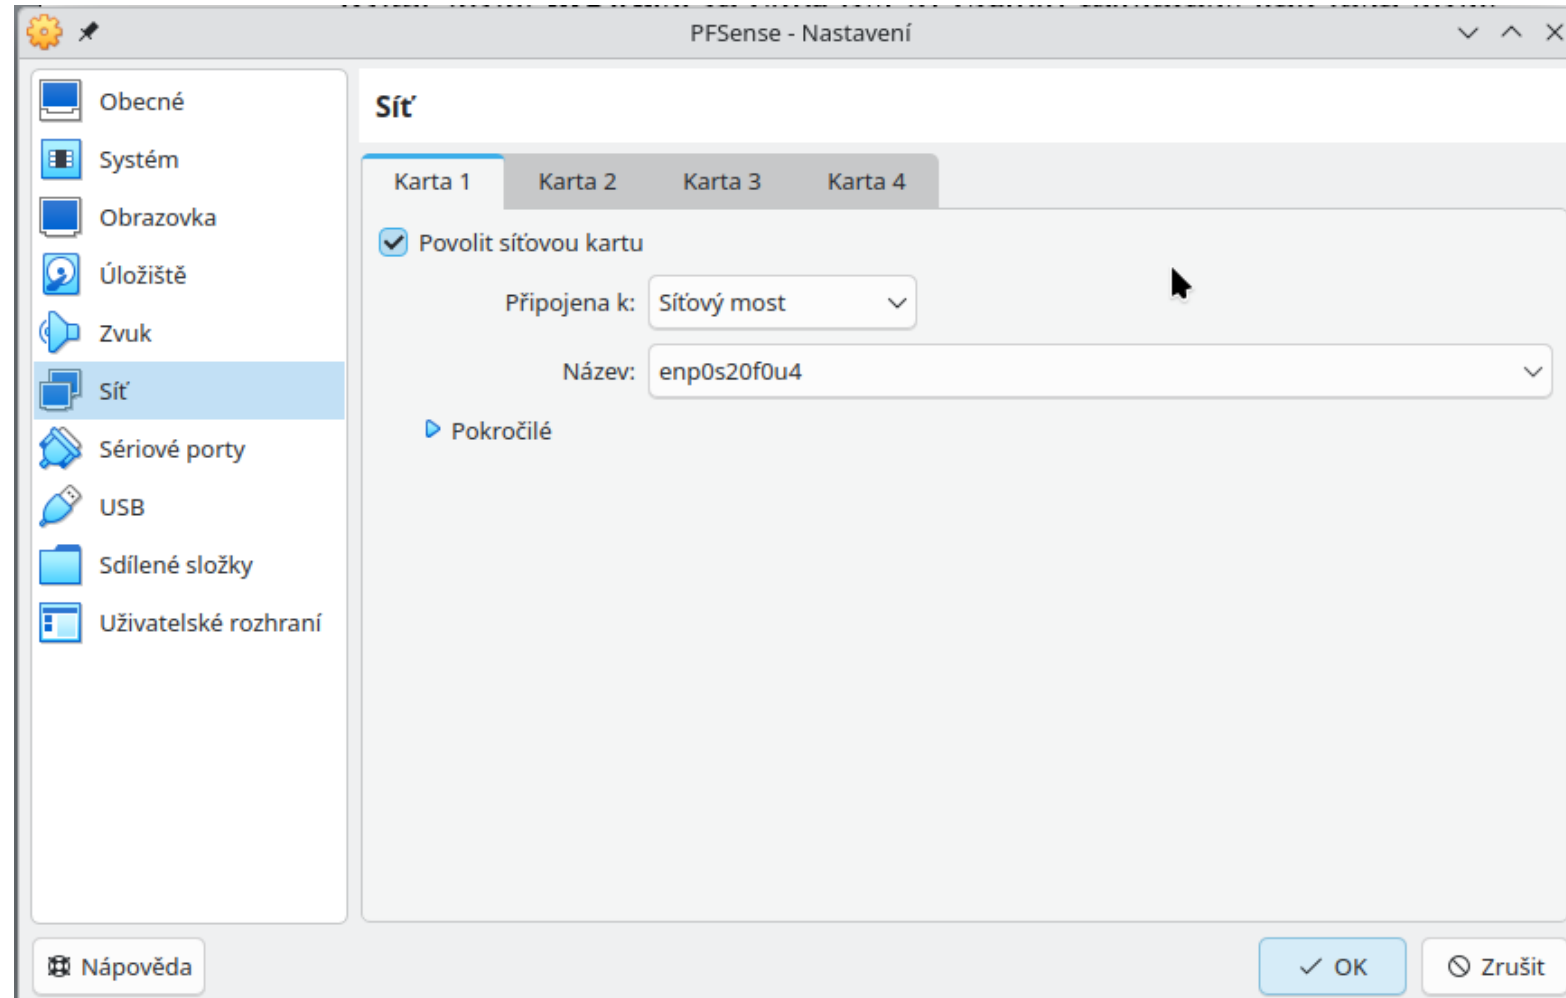 PFSense - Nastavení
Obecné
Systém
Obrazovka
Úložiště
Zvuk
Síť
Sériové porty
USB
Sdílené složky
Uživatelské rozhraní
Síť
Karta 1 Karta 2 Karta 3 Karta 4
Povolit síťovou kartu
Připojena k: Síťový most
Název: enp0s20f0u4
Pokročilé
Nápověda
OK
Zrušit